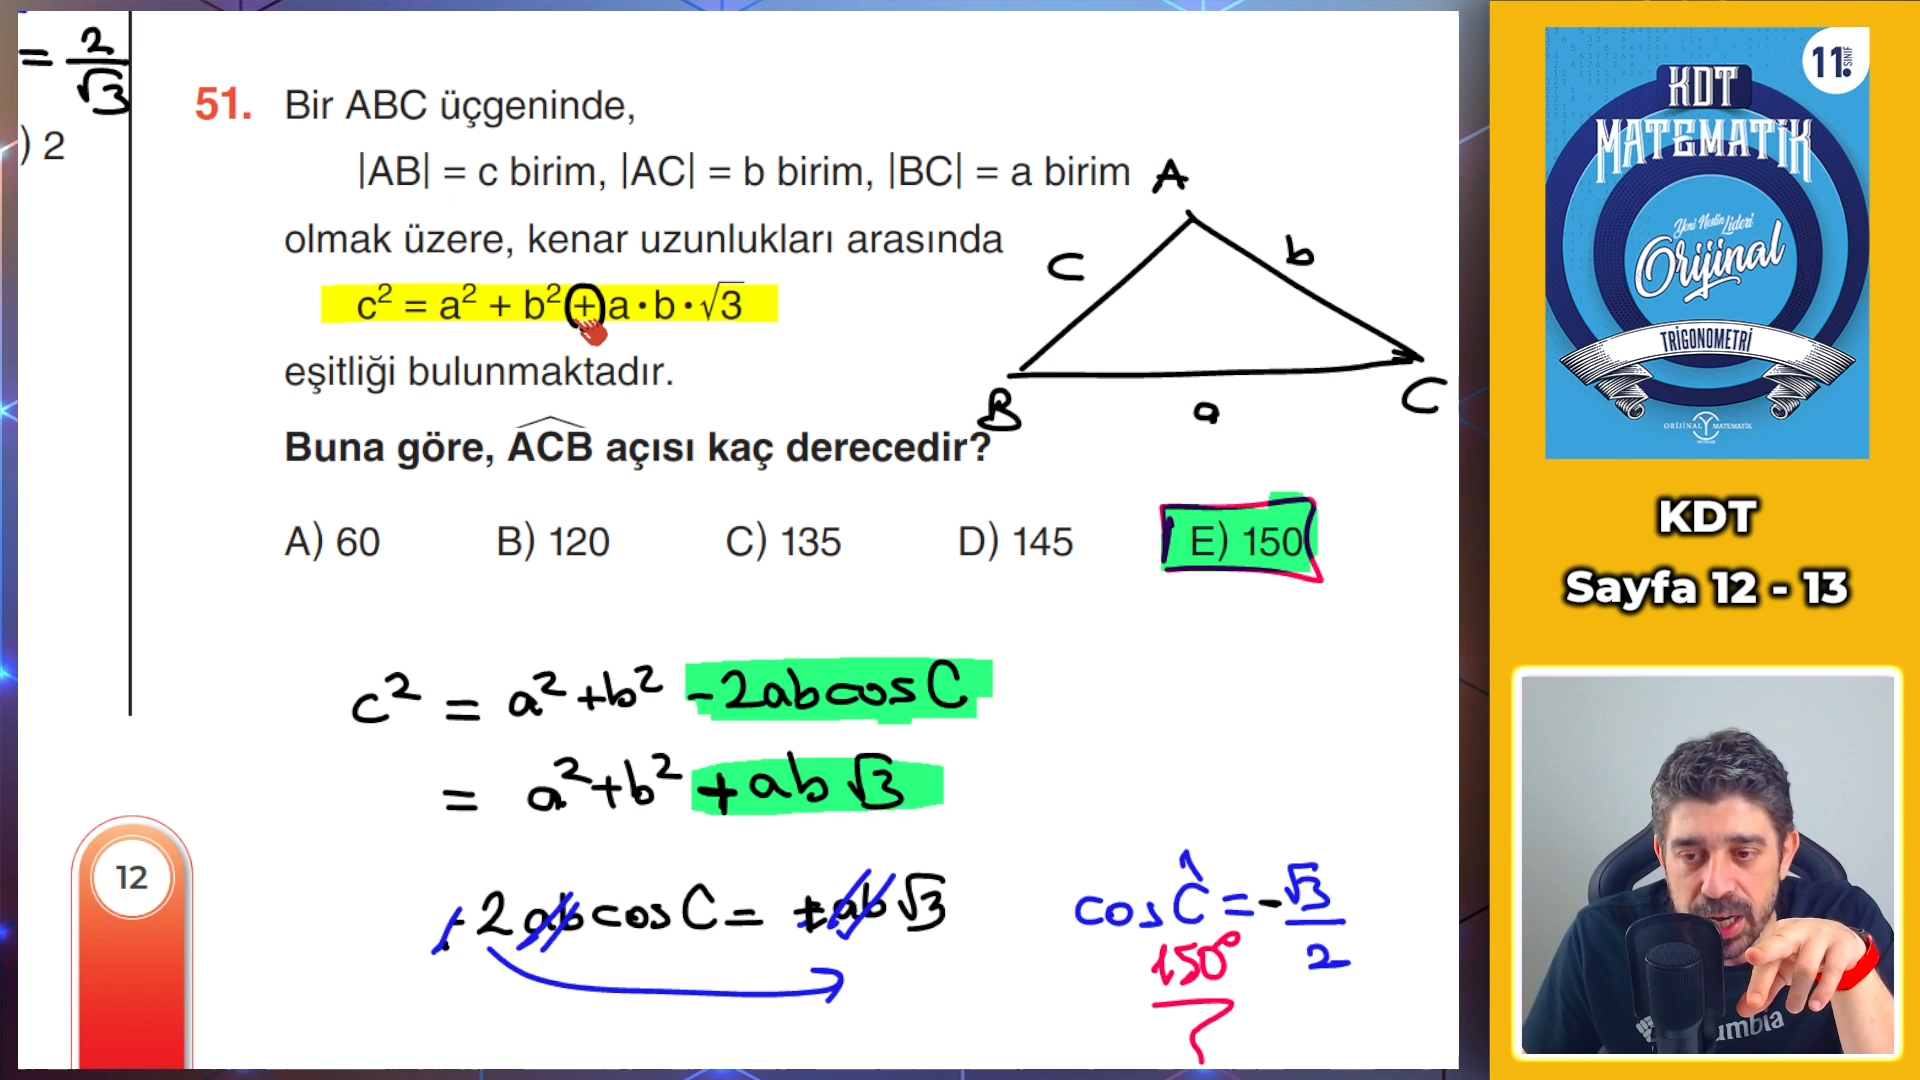 = 2/√3
) 2
51. Bir ABC üçgeninde,
|AB| = c birim, |AC| = b birim, |BC| = a birim
olmak üzere, kenar uzunlukları arasında
c² = a² + b² + a·b·√3
eşitliği bulunmaktadır.
Buna göre, ACB açısı kaç derecedir?
A) 60 B) 120 C) 135 D) 145 E) 150
A
c
b
B
a
C
c² = a² + b² - 2ab cos C
= a² + b² + ab √3
- 2 ab cos C = + ab √3
cos Ĉ = - √3/2
150°
12
11. SINIF
KDT
MATEMATİK
Yeni Neslin Lideri
Orijinal
TRİGONOMETRİ
ORİJİNAL MATEMATİK
KDT
Sayfa 12 - 13